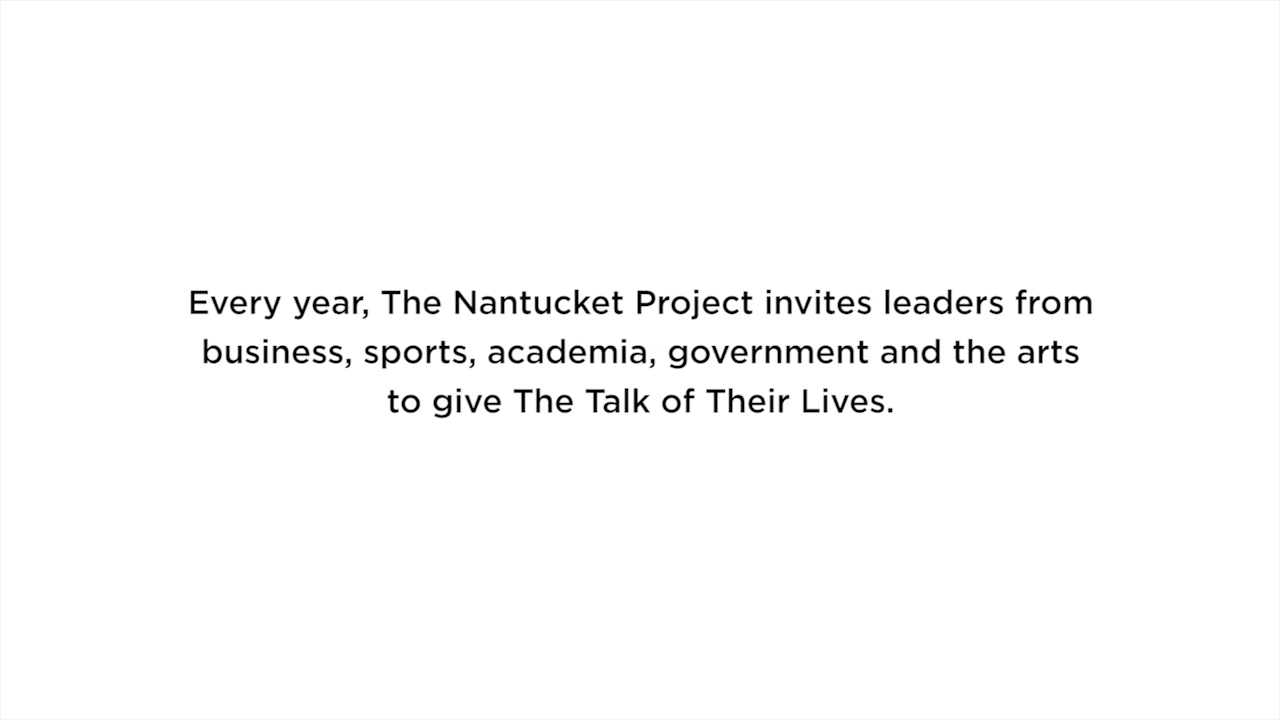 Every year, The Nantucket Project invites leaders from
business, sports, academia, government and the arts
to give The Talk of Their Lives.